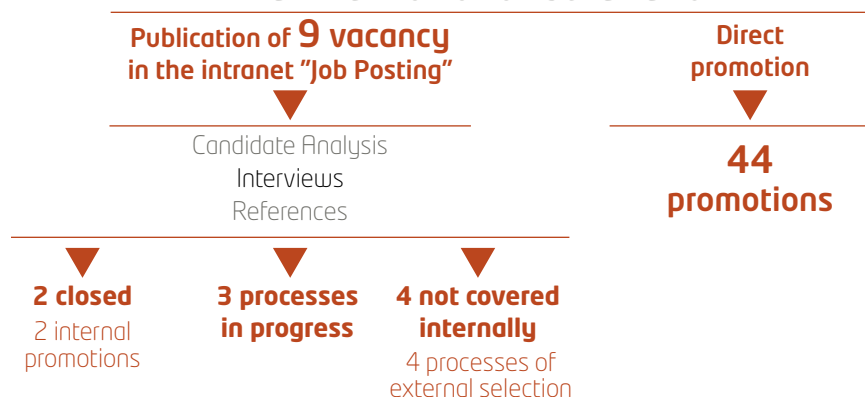 Publication of 9 vacancy
in the intranet "Job Posting"
Direct
promotion
Candidate Analysis
Interviews
References
44
promotions
2 closed
2 internal
promotions
3 processes
in progress
4 not covered
internally
4 processes of
external selection